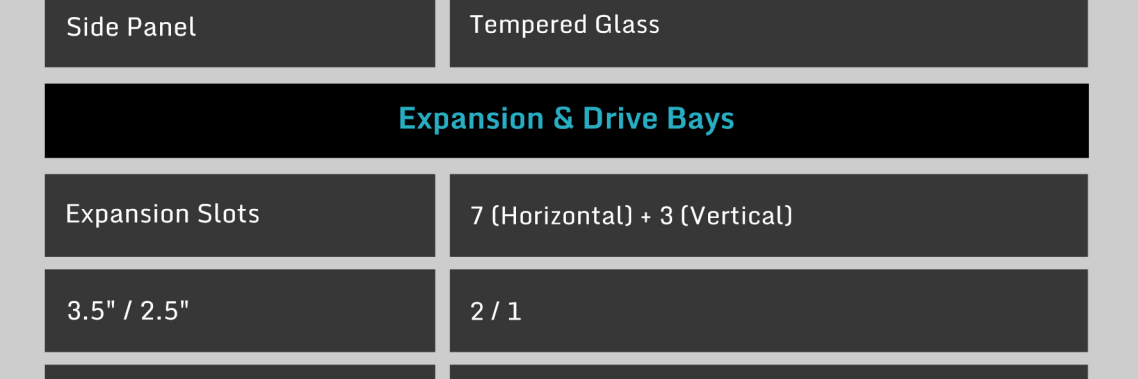 Side Panel
Tempered Glass
Expansion & Drive Bays
Expansion Slots
7 (Horizontal) + 3 (Vertical)
3.5" / 2.5"
2 / 1